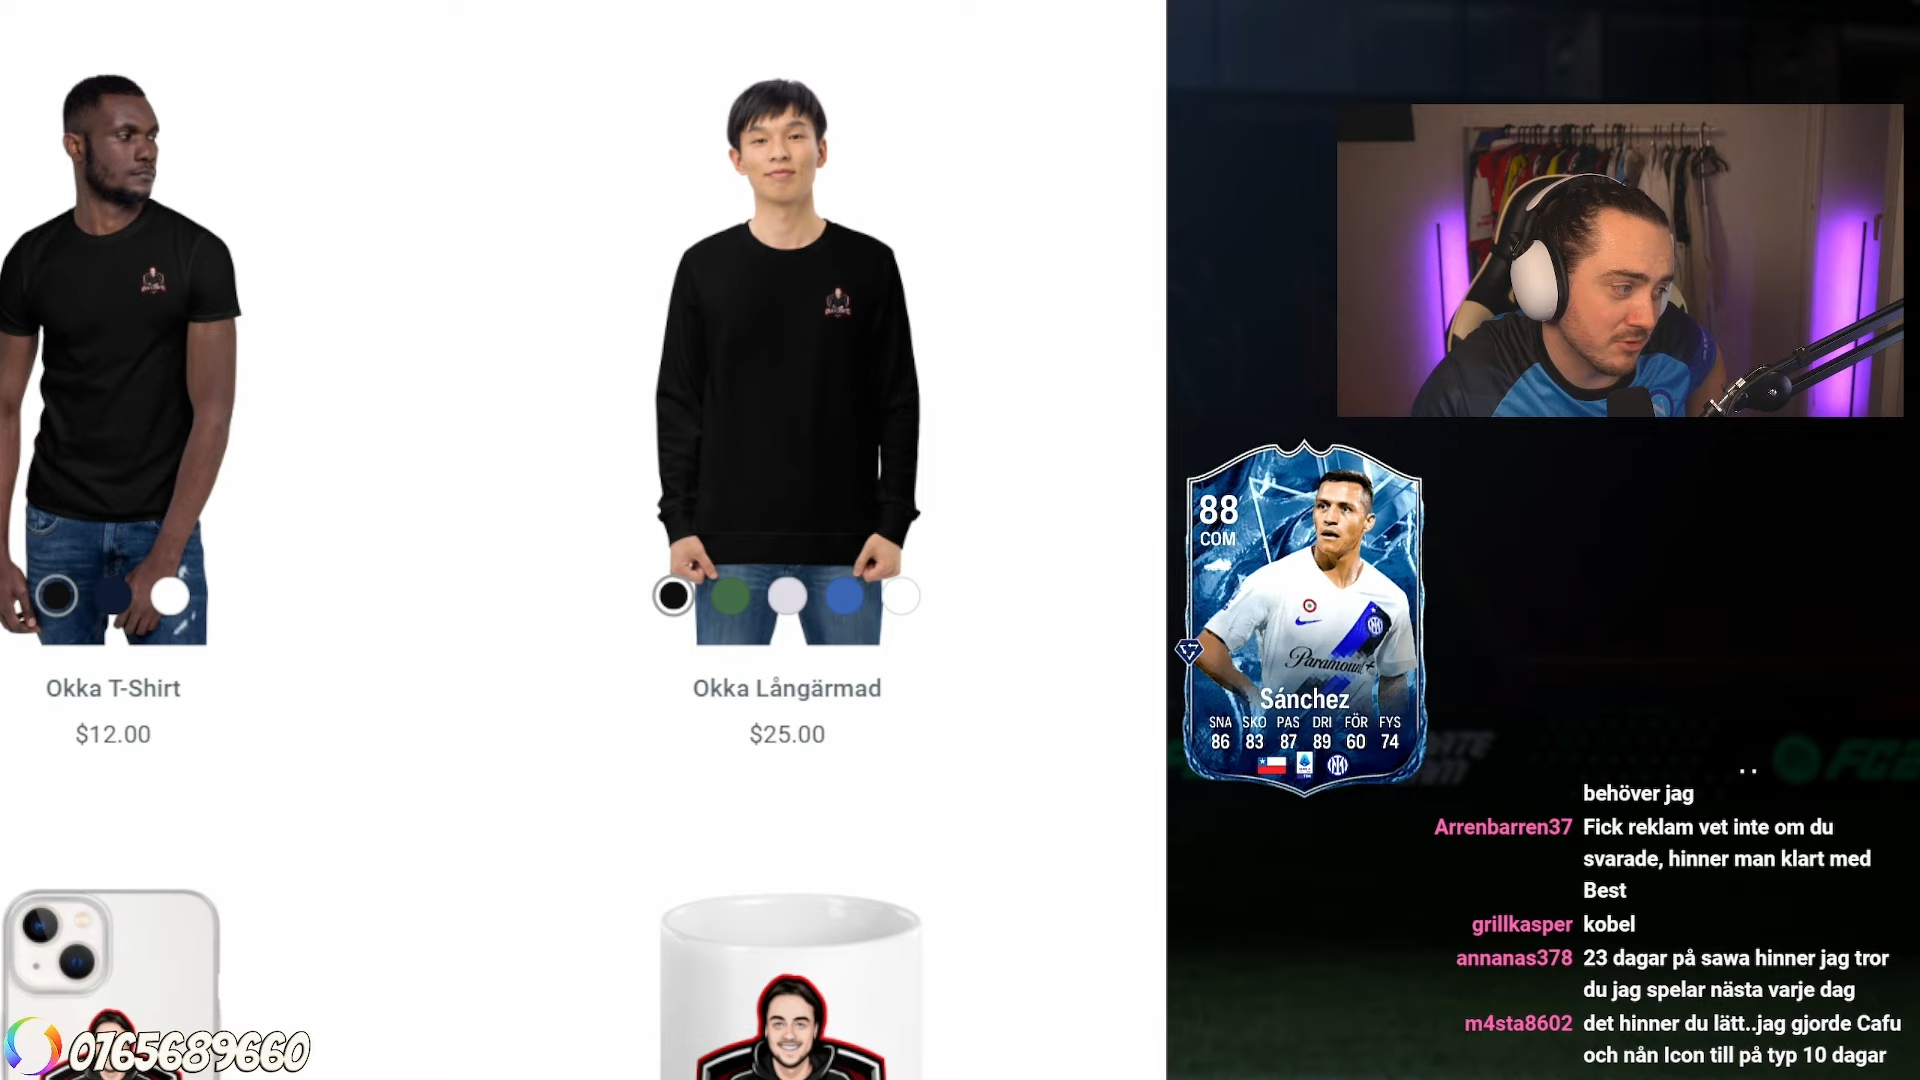 Okka T-Shirt
$12.00
Okka Långärmad
$25.00
0765689660
88
COM
Paramount+
Sánchez
SNA SKO PAS DRI FÖR FYS
86 83 87 89 60 74
behöver jag
Arrenbarren37 Fick reklam vet inte om du
svarade, hinner man klart med
Best
grillkasper kobel
annanas378 23 dagar på sawa hinner jag tror
du jag spelar nästa varje dag
m4sta8602 det hinner du lätt..jag gjorde Cafu
och nån Icon till på typ 10 dagar